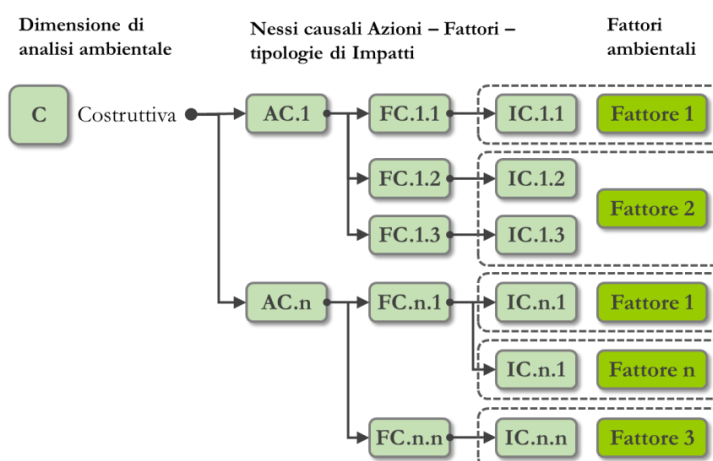 Dimensione di
analisi ambientale
Nessi causali Azioni – Fattori –
tipologie di Impatti
Fattori
ambientali
C Costruttiva AC.1 FC.1.1 IC.1.1 Fattore 1
FC.1.2 IC.1.2
Fattore 2
FC.1.3 IC.1.3
AC.n FC.n.1 IC.n.1 Fattore 1
IC.n.1 Fattore n
FC.n.n IC.n.n Fattore 3